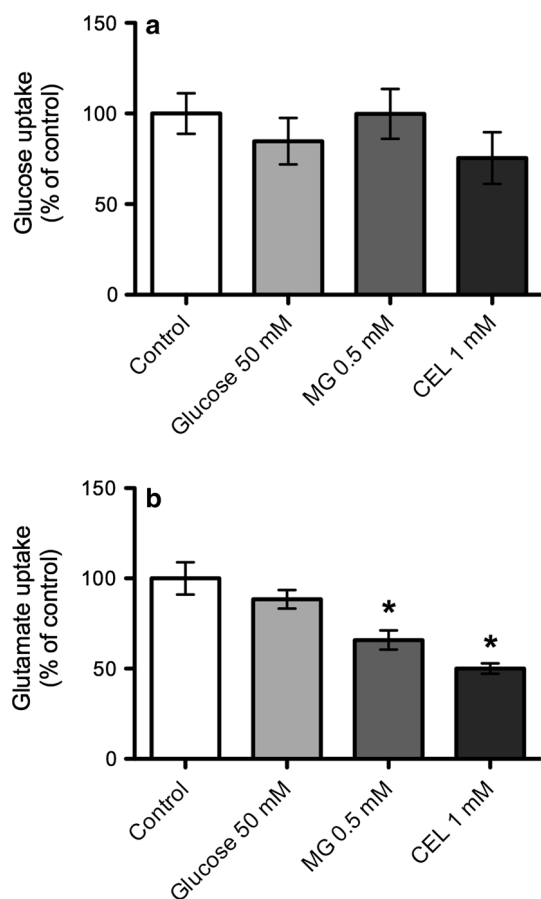 a
Glucose uptake
(% of control)
150
100
50
0
Control
Glucose 50 mM
MG 0.5 mM
CEL 1 mM
b
Glutamate uptake
(% of control)
150
100
50
0
*
*
Control
Glucose 50 mM
MG 0.5 mM
CEL 1 mM